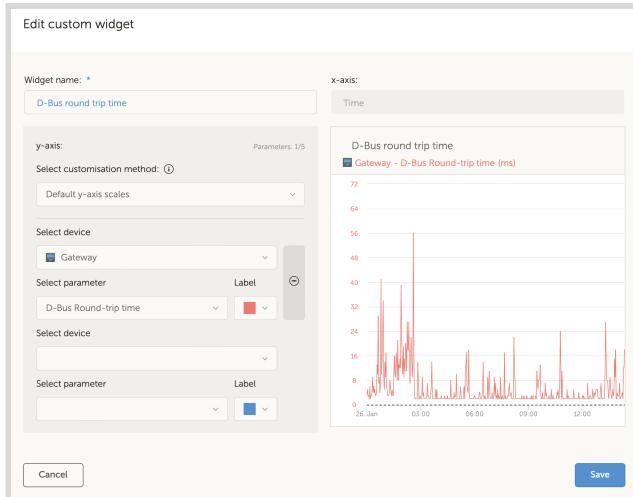 Edit custom widget
Widget name: *
D-Bus round trip time
x-axis:
Time
y-axis:
Parameters: 1/5
Select customisation method:
Default y-axis scales
Select device
Gateway
Select parameter
Label
D-Bus Round-trip time
Select device
Select parameter
Label
D-Bus round trip time
Gateway - D-Bus Round-trip time (ms)
72
64
56
48
40
32
24
16
8
0
26. Jan
03:00
06:00
09:00
12:00
Cancel
Save